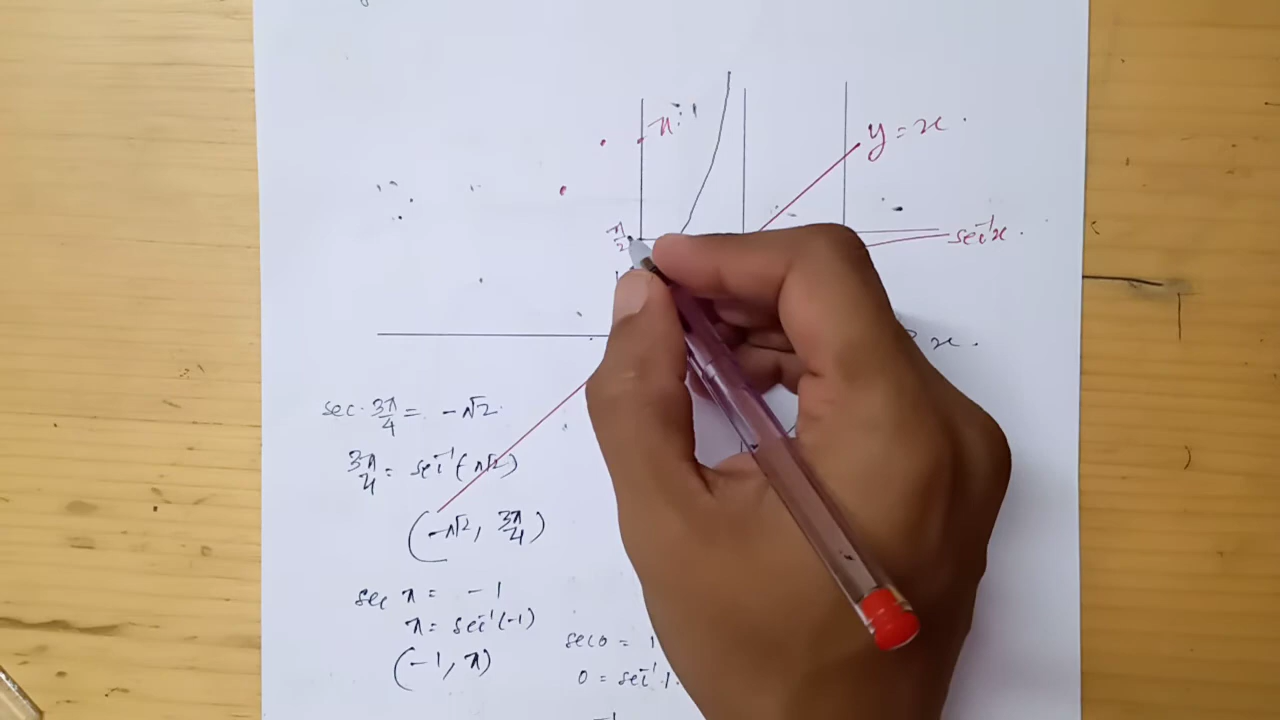 π
y = x .
π/2
sec⁻¹x .
x .
sec . 3π/4 = -√2 .
3π/4 = sec⁻¹(-√2)
(-√2, 3π/4)
sec π = -1
π = sec⁻¹(-1)
(-1, π)
sec 0 = 1
0 = sec⁻¹ 1 .